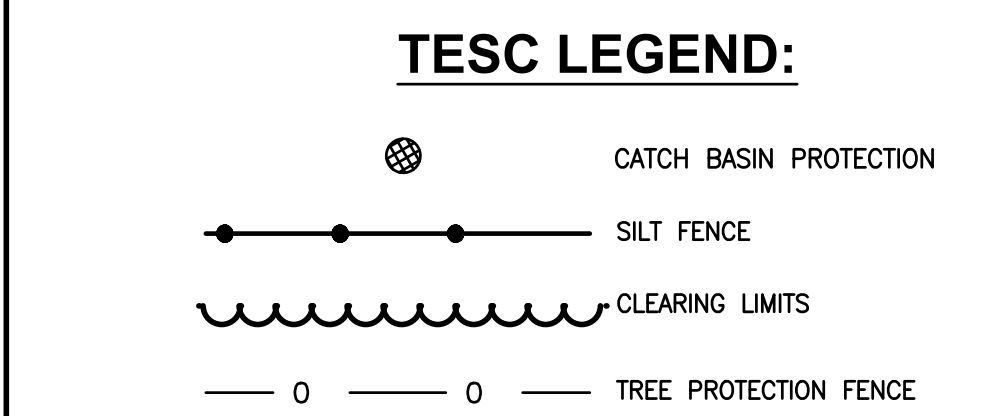 TESC LEGEND:
CATCH BASIN PROTECTION
SILT FENCE
CLEARING LIMITS
0 0 TREE PROTECTION FENCE